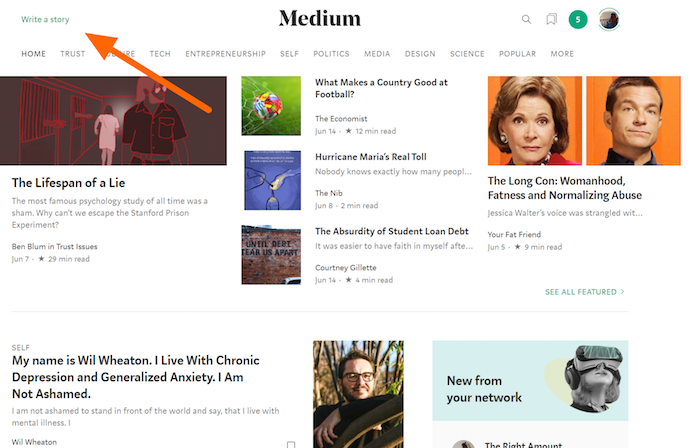 Write a story
Medium
5
HOME TRUST TECH ENTREPRENEURSHIP SELF POLITICS MEDIA DESIGN SCIENCE POPULAR MORE
The Lifespan of a Lie
The most famous psychology study of all time was a
sham. Why can't we escape the Stanford Prison
Experiment?
Ben Blum in Trust Issues
Jun 7 · ★ 29 min read
What Makes a Country Good at
Football?
The Economist
Jun 14 · ★ 12 min read
Hurricane Maria's Real Toll
Nobody knows exactly how many peopl…
The Nib
Jun 8 · 2 min read
UNTIL DEBT
TEAR US APART
The Absurdity of Student Loan Debt
It was easier to have faith in myself afte…
Courtney Gillette
Jun 14 · ★ 4 min read
The Long Con: Womanhood,
Fatness and Normalizing Abuse
Jessica Walter's voice was strangled wit…
Your Fat Friend
Jun 5 · ★ 9 min read
SEE ALL FEATURED >
SELF
My name is Wil Wheaton. I Live With Chronic
Depression and Generalized Anxiety. I Am
Not Ashamed.
I am not ashamed to stand in front of the world and say, that I live with
mental illness. I
Wil Wheaton
New from
your network
The Right Amount